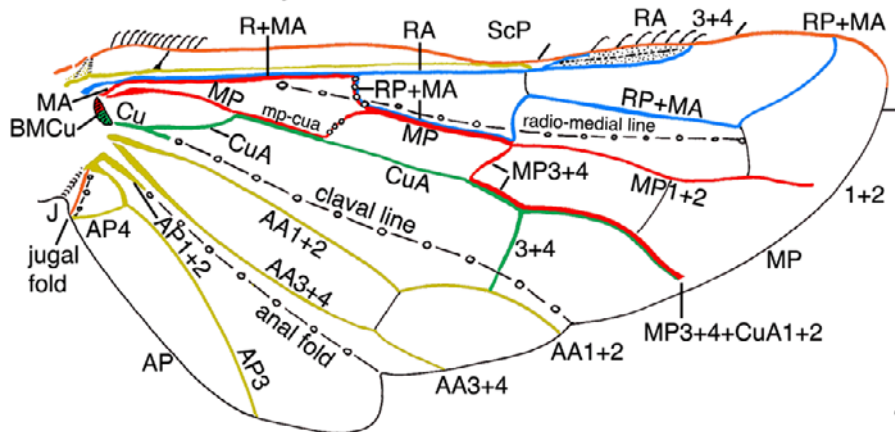 R+MA
RA
ScP
RA
3+4
RP+MA
MA
MP
RP+MA
RP+MA
BMCu
Cu
mp-cua
MP
radio-medial line
CuA
CuA
MP3+4
MP1+2
1+2
claval line
J
AP4
AP1+2
AA1+2
3+4
MP
jugal
fold
AA3+4
anal fold
MP3+4+CuA1+2
AP
AP3
AA3+4
AA1+2